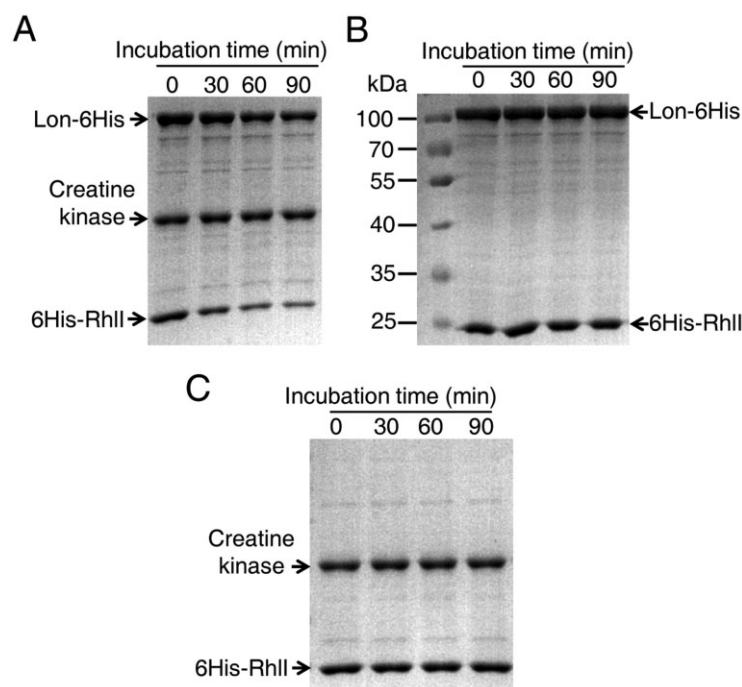 A
Incubation time (min)
0 30 60 90
Lon-6His
Creatine
kinase
6His-RhlI
B
Incubation time (min)
kDa
0 30 60 90
100
70
55
40
35
25
Lon-6His
6His-RhlI
C
Incubation time (min)
0 30 60 90
Creatine
kinase
6His-RhlI